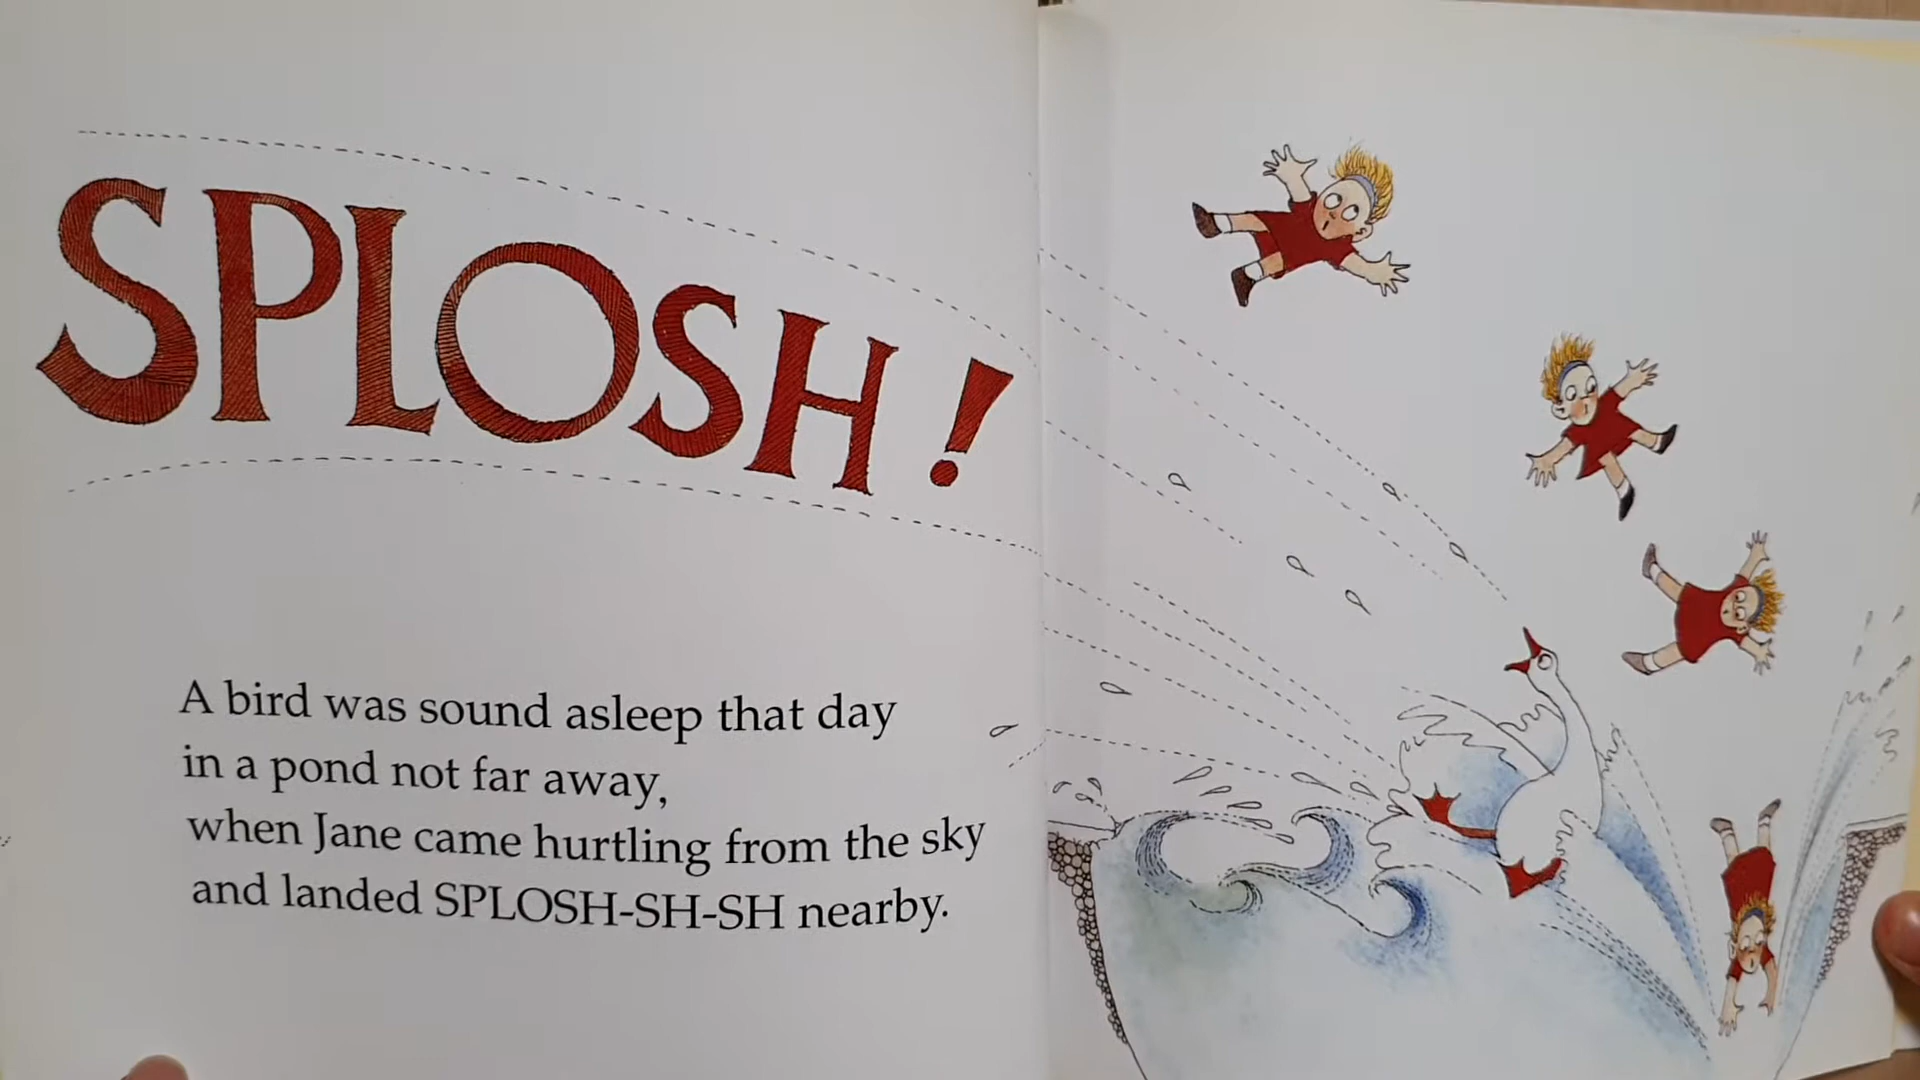 SPLOSH!
A bird was sound asleep that day
in a pond not far away,
when Jane came hurtling from the sky
and landed SPLOSH-SH-SH nearby.